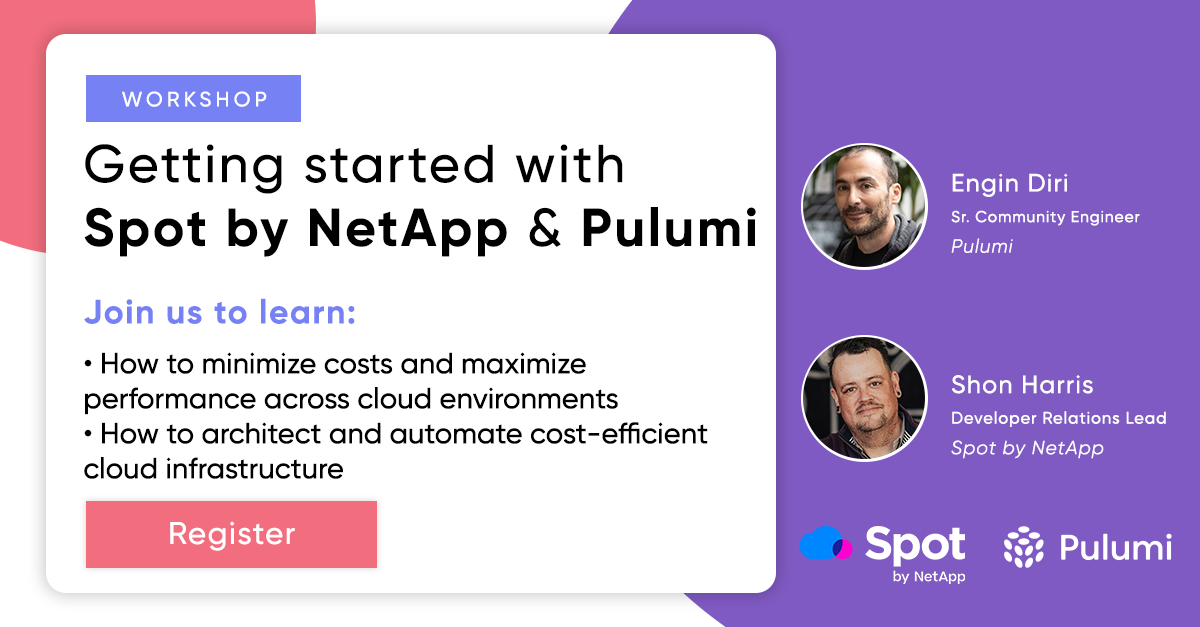 WORKSHOP
Getting started with
Spot by NetApp & Pulumi
Join us to learn:
• How to minimize costs and maximize
performance across cloud environments
• How to architect and automate cost-efficient
cloud infrastructure
Register
Engin Diri
Sr. Community Engineer
Pulumi
Shon Harris
Developer Relations Lead
Spot by NetApp
Spot
by NetApp
Pulumi